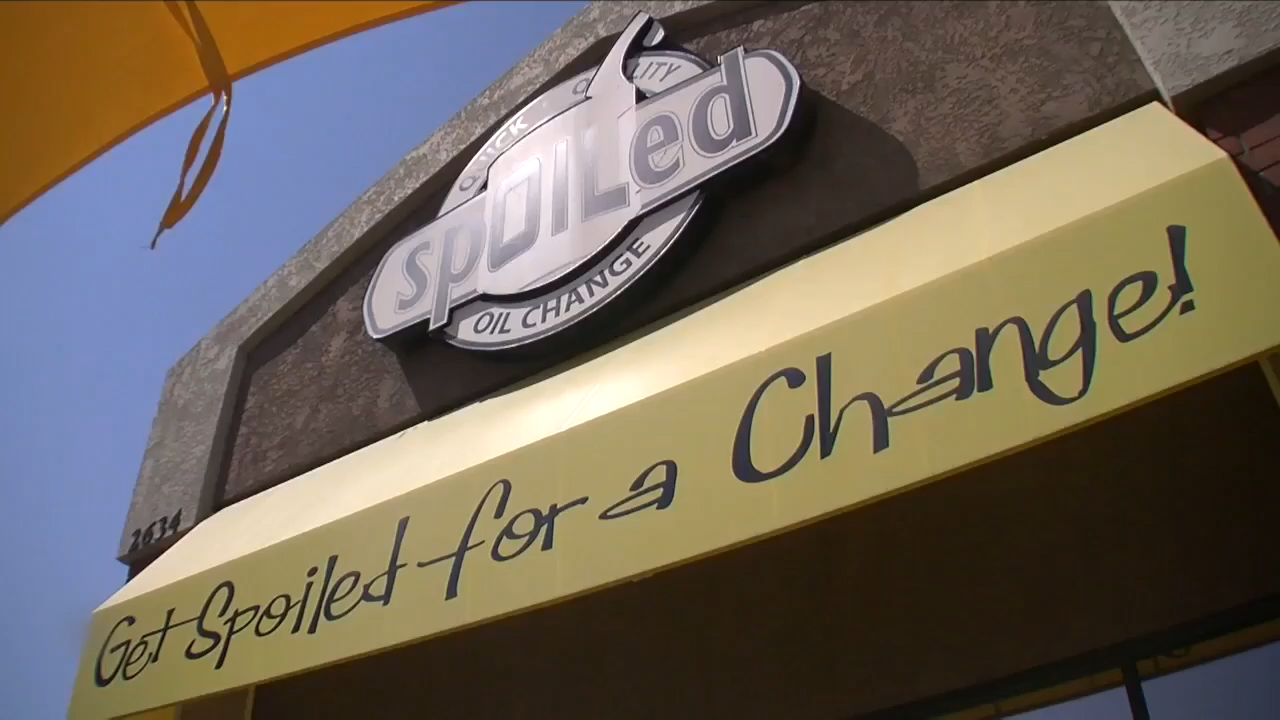 QUICK QUALITY
spOILed
OIL CHANGE
2634
Get Spoiled for a Change!